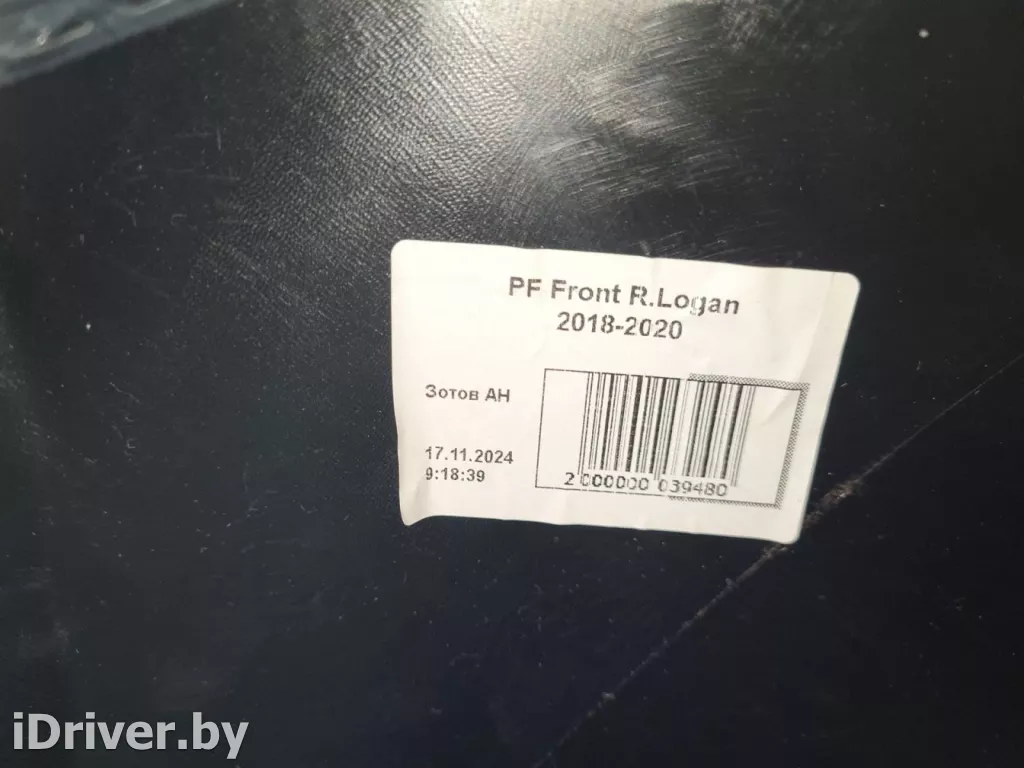 PF Front R.Logan
2018-2020
Зотов АН
17.11.2024
9:18:39
2 000000 039480
iDriver.by